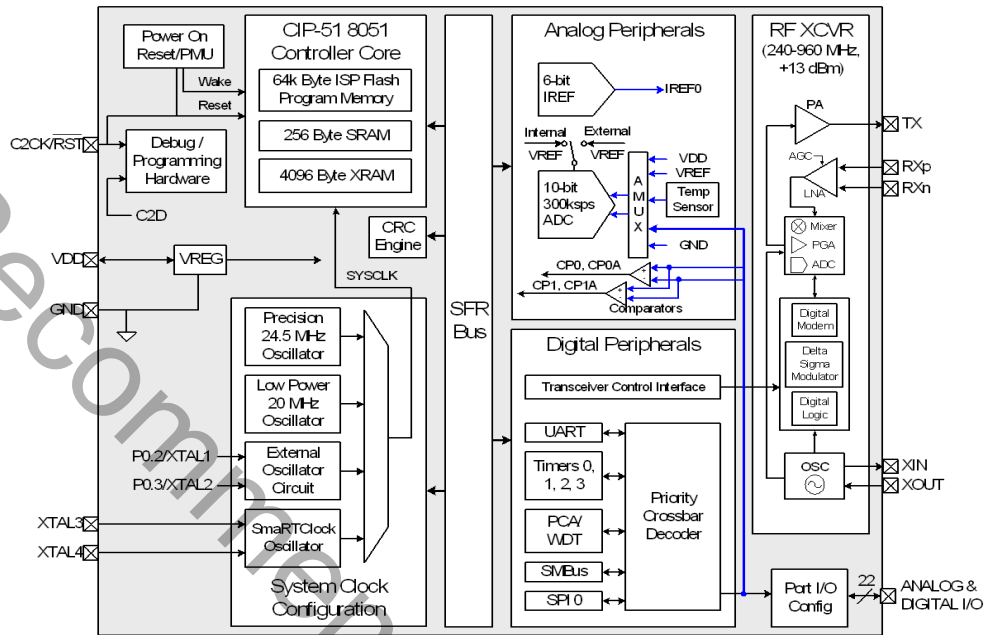 Power On
Reset/PMU
Wake
Reset
C2CK/RST
Debug /
Programming
Hardware
C2D
VDD
VREG
GND
CIP-51 8051
Controller Core
64k Byte ISP Flash
Program Memory
256 Byte SRAM
4096 Byte XRAM
CRC
Engine
SYSCLK
Precision
24.5 MHz
Oscillator
Low Power
20 MHz
Oscillator
P0.2/XTAL1
P0.3/XTAL2
External
Oscillator
Circuit
XTAL3
XTAL4
SmaRTClock
Oscillator
System Clock
Configuration
SFR
Bus
Analog Peripherals
6-bit
IREF
IREF0
Internal
External
VREF
VREF
10-bit
300ksps
ADC
A
M
U
X
VDD
VREF
Temp
Sensor
GND
CP0, CP0A
+
-
CP1, CP1A
+
-
Comparators
Digital Peripherals
Transceiver Control Interface
UART
Timers 0,
1, 2, 3
PCA/
WDT
SMBus
SPI 0
Priority
Crossbar
Decoder
RF XCVR
(240-960 MHz,
+13 dBm)
PA
TX
AGC
LNA
RXp
RXn
Mixer
PGA
ADC
Digital
Modem
Delta
Sigma
Modulator
Digital
Logic
OSC
XIN
XOUT
Port I/O
Config
22
ANALOG &
DIGITAL I/O
Recommen